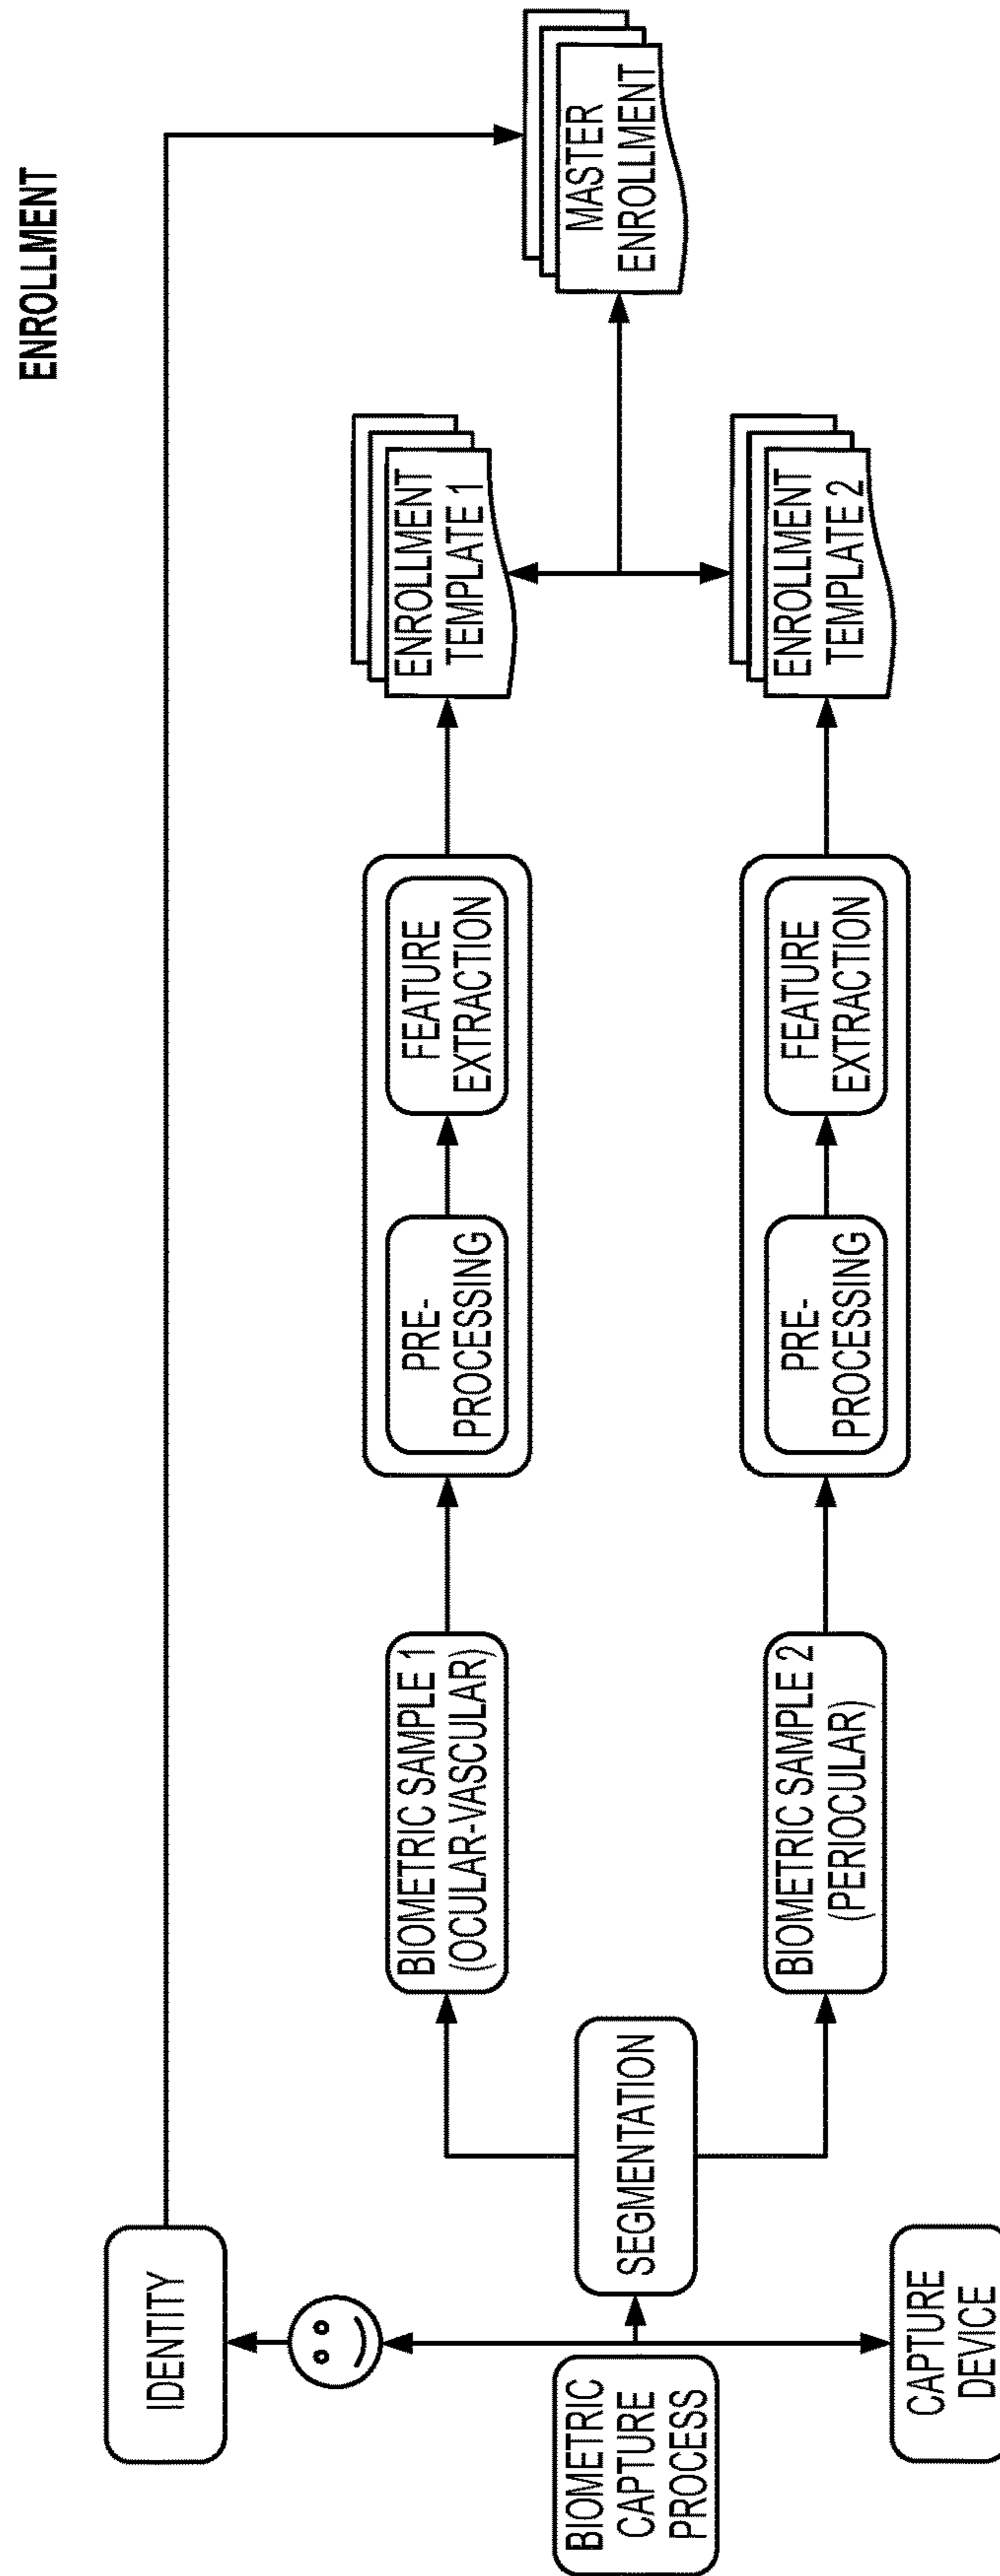 ENROLLMENT
IDENTITY
BIOMETRIC
CAPTURE
PROCESS
CAPTURE
DEVICE
SEGMENTATION
BIOMETRIC SAMPLE 1
(OCULAR-VASCULAR)
PRE-
PROCESSING
FEATURE
EXTRACTION
ENROLLMENT
TEMPLATE 1
BIOMETRIC SAMPLE 2
(PERIOCULAR)
PRE-
PROCESSING
FEATURE
EXTRACTION
ENROLLMENT
TEMPLATE 2
MASTER
ENROLLMENT